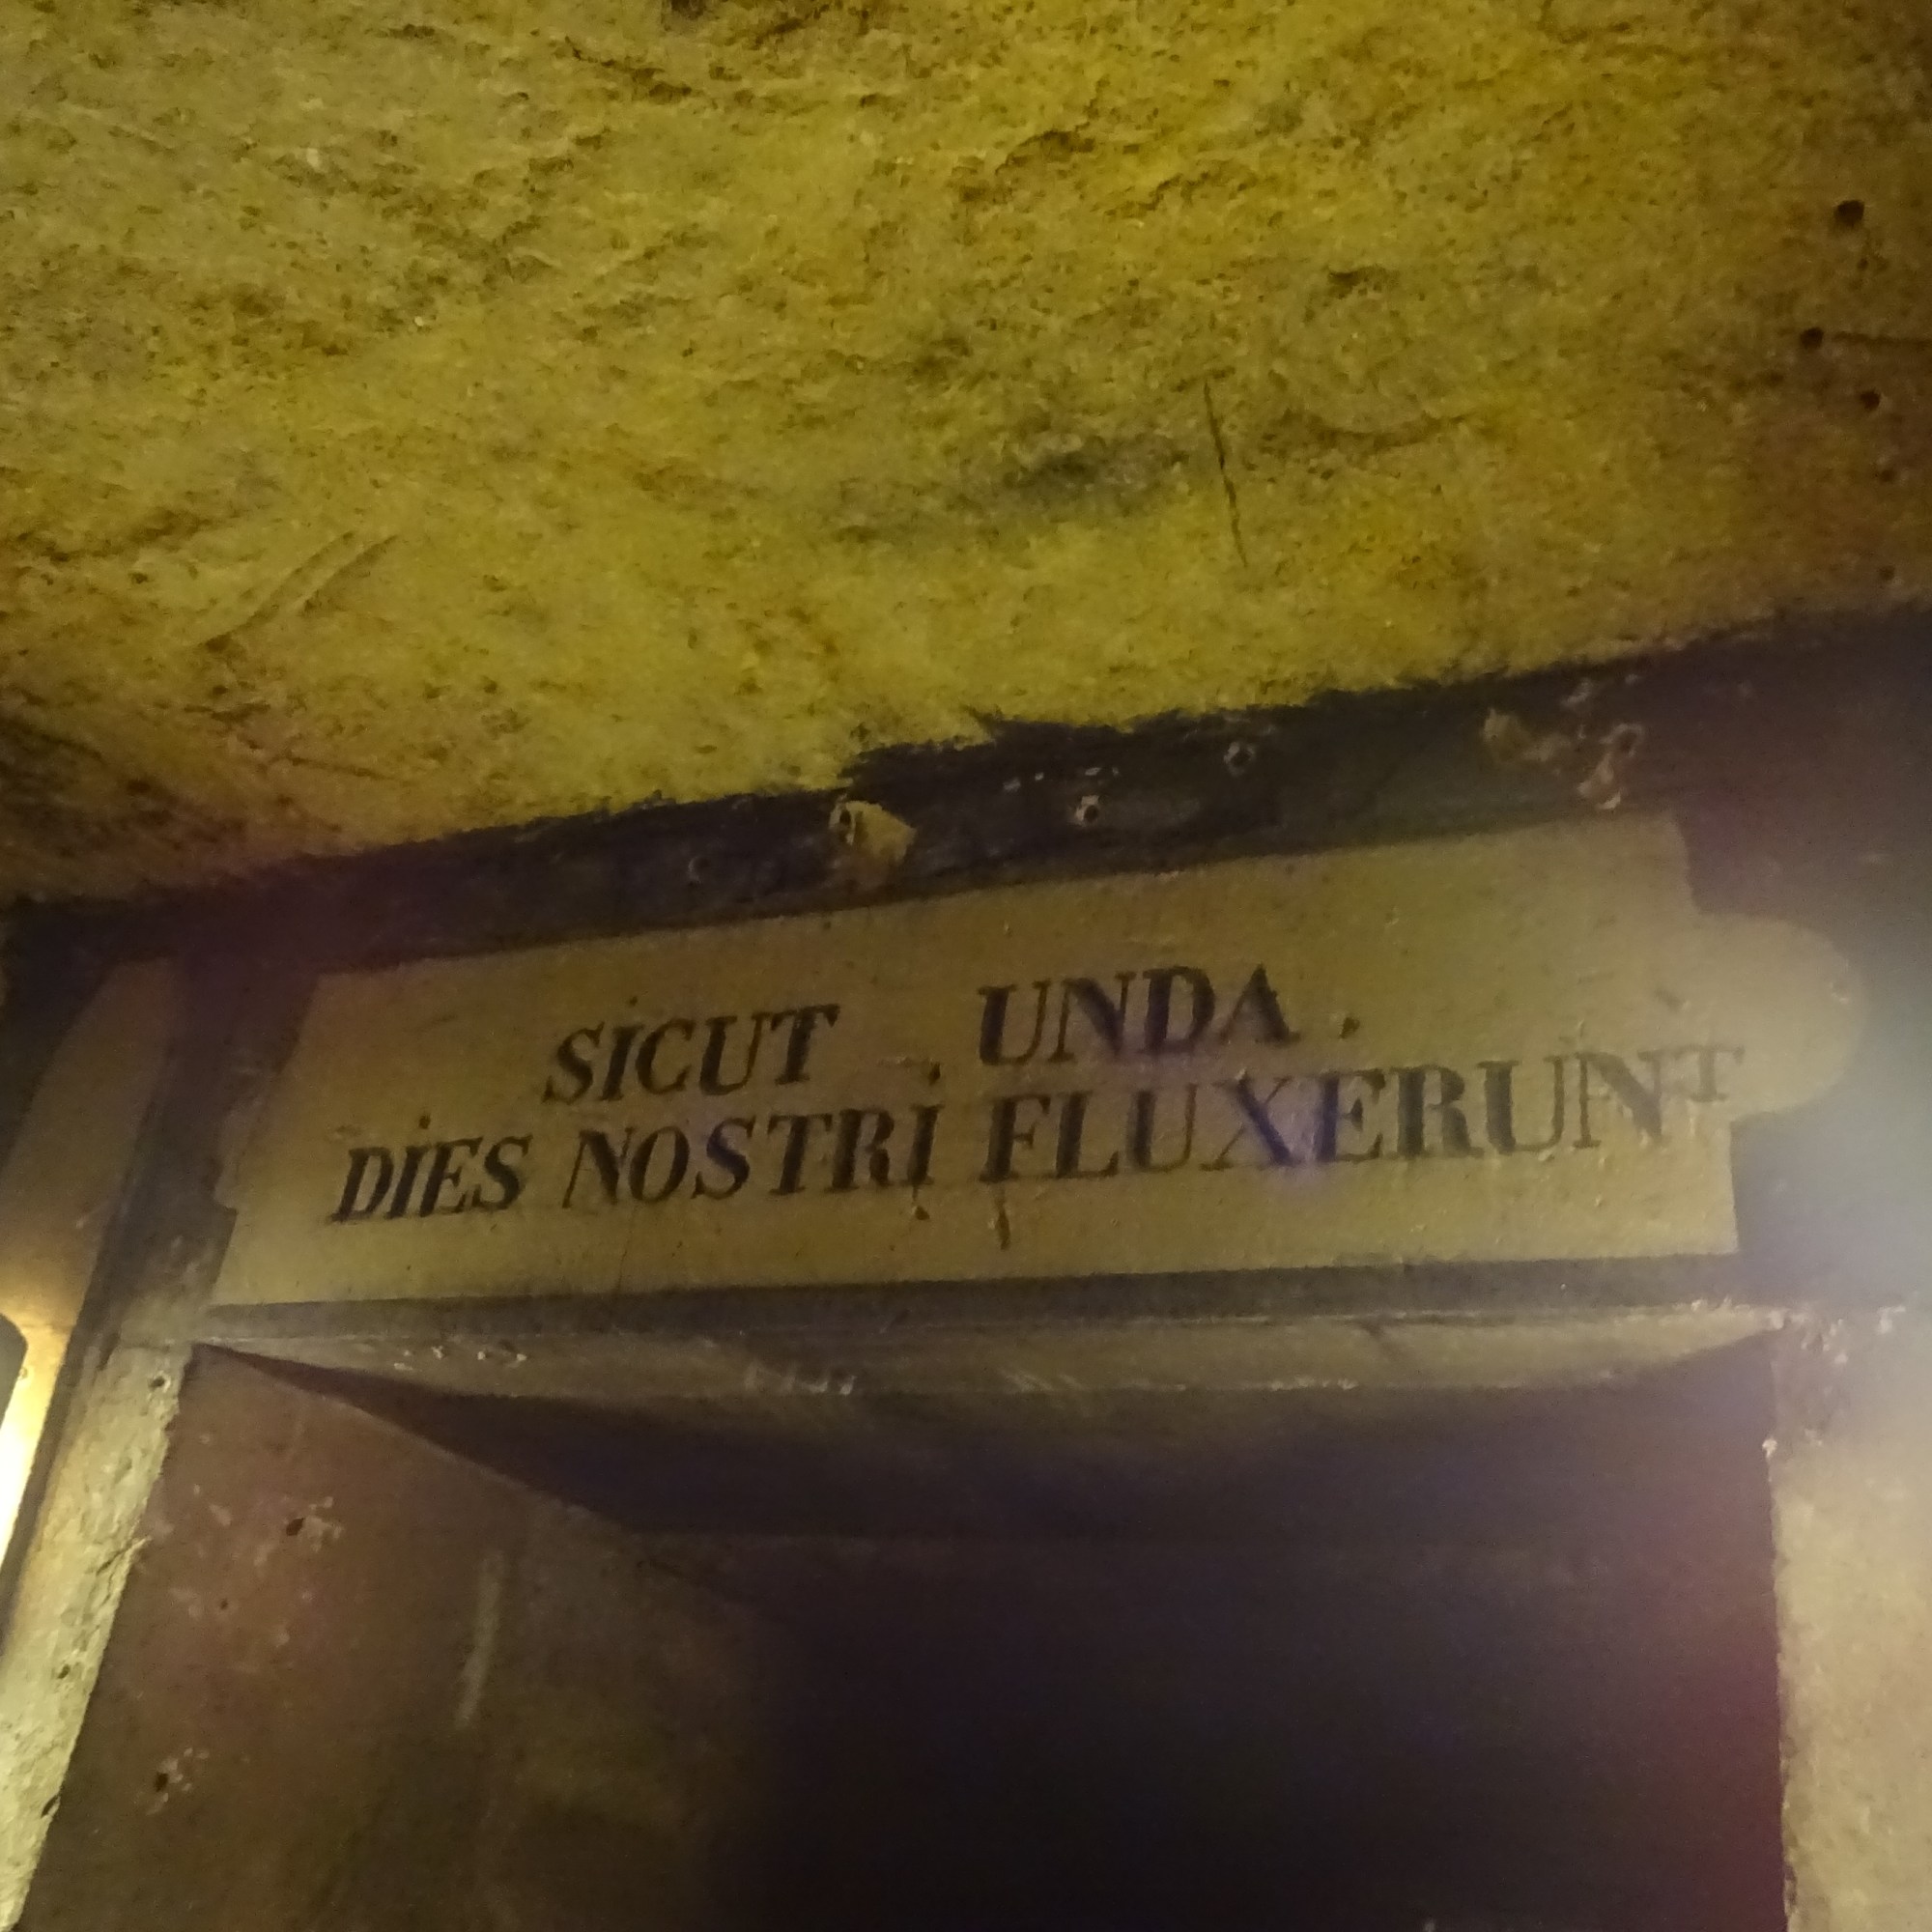 SICUT UNDA.
DIES NOSTRI FLUXERUNT